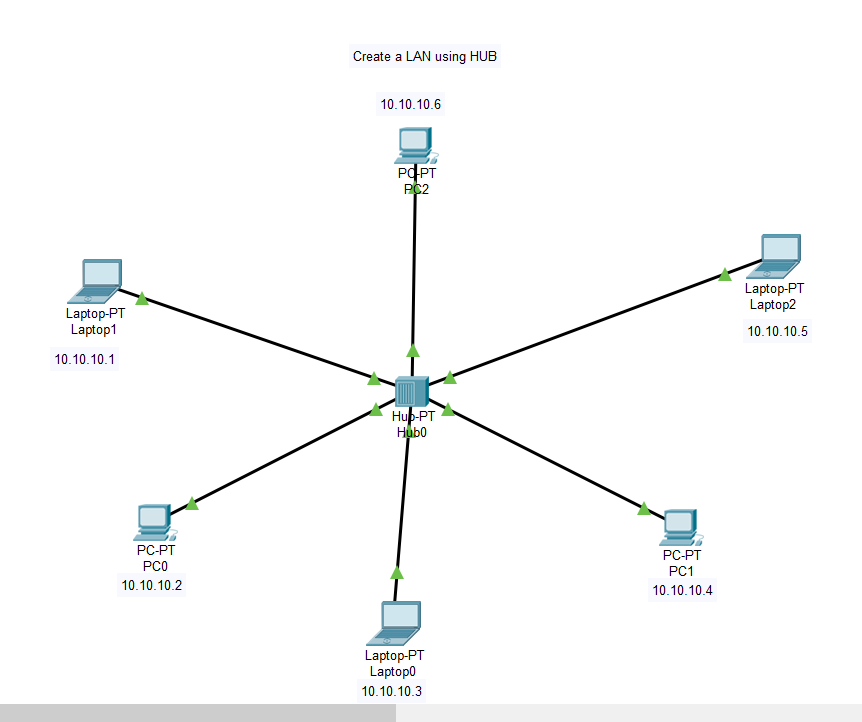 Create a LAN using HUB
10.10.10.6
PC-PT
PC2
Laptop-PT
Laptop1
10.10.10.1
Laptop-PT
Laptop2
10.10.10.5
Hub-PT
Hub0
PC-PT
PC0
10.10.10.2
PC-PT
PC1
10.10.10.4
Laptop-PT
Laptop0
10.10.10.3